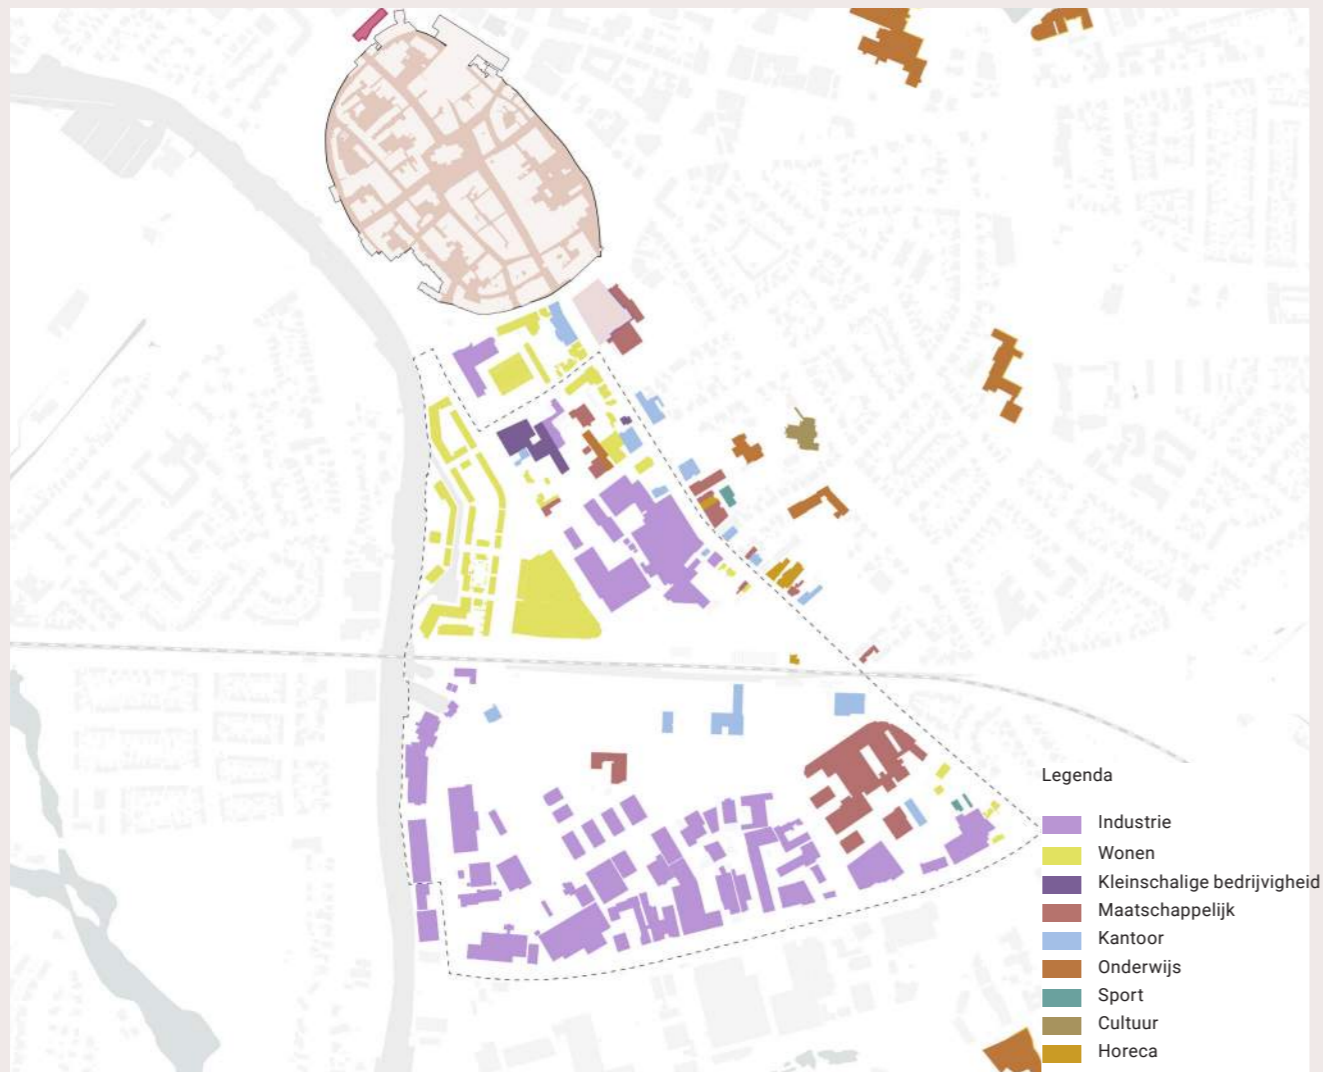 Legenda
Industrie
Wonen
Kleinschalige bedrijvigheid
Maatschappelijk
Kantoor
Onderwijs
Sport
Cultuur
Horeca